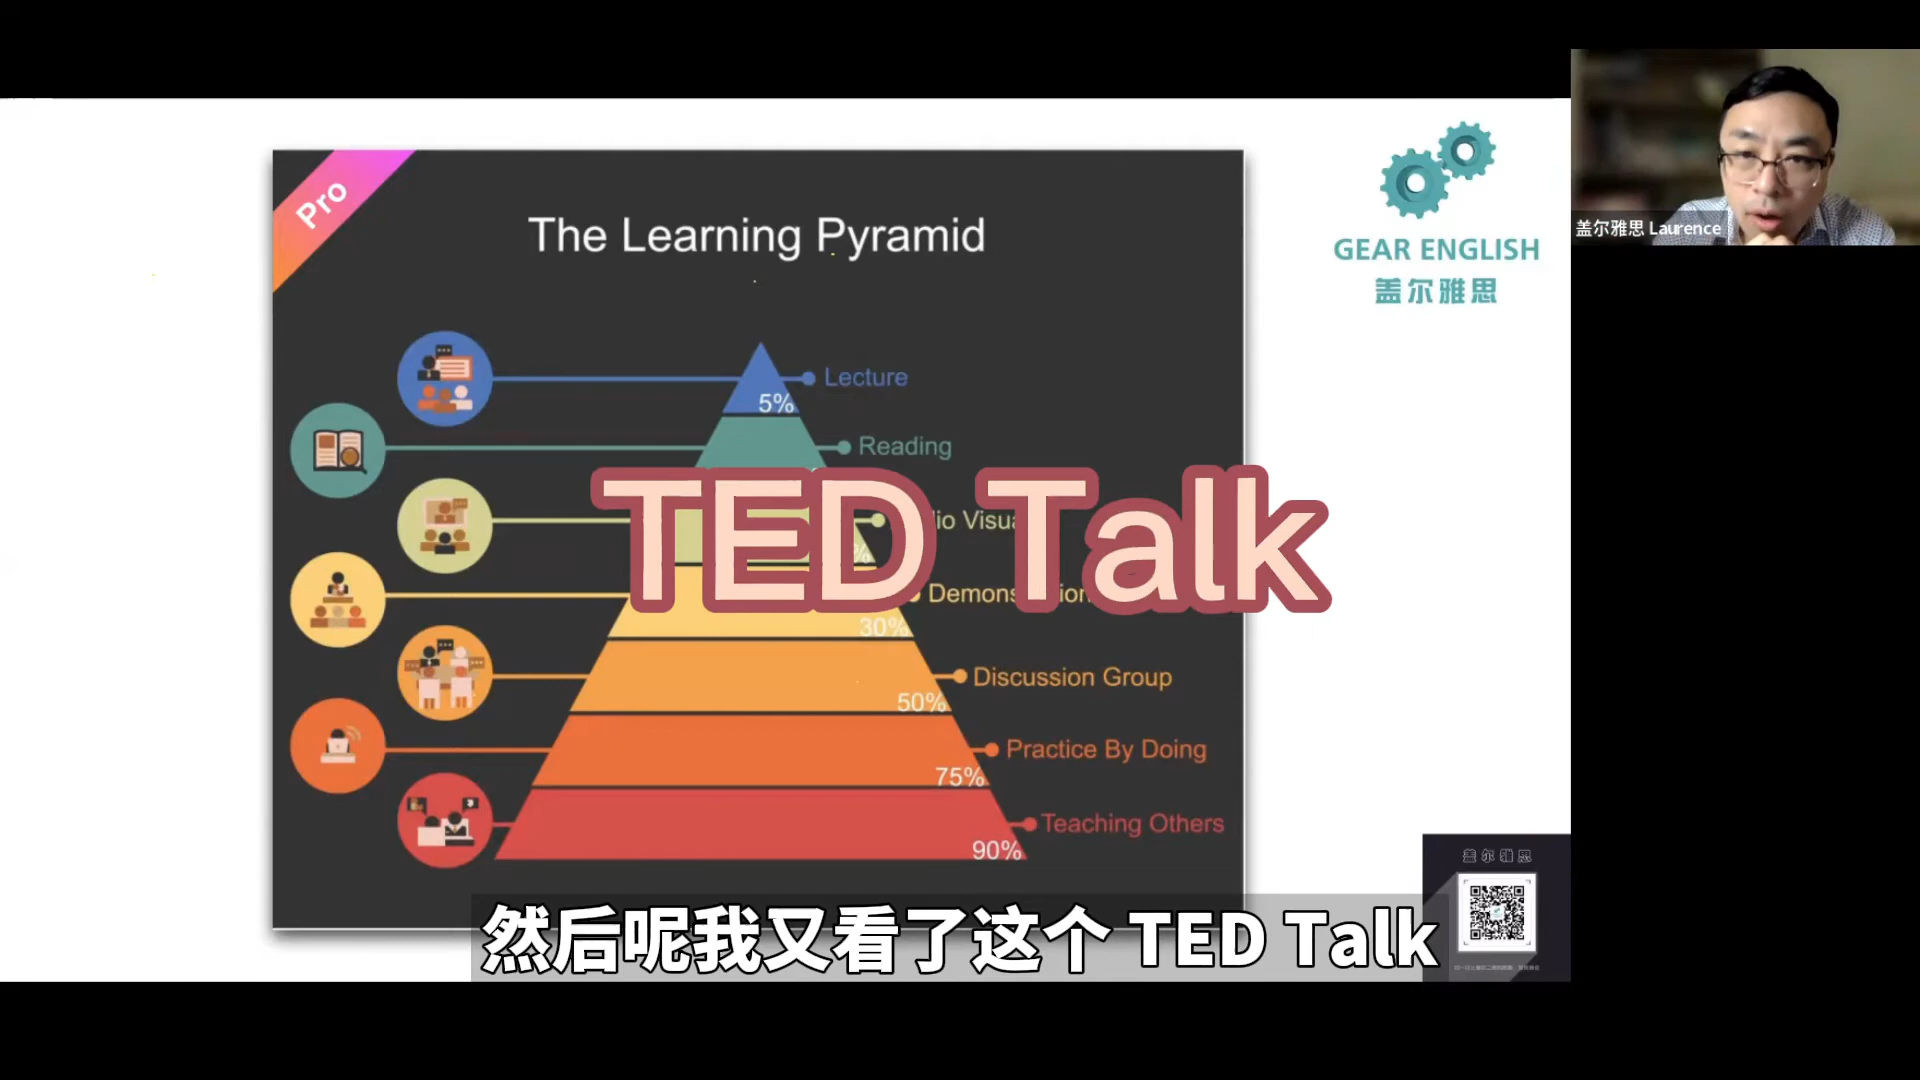 Pro
The Learning Pyramid
GEAR ENGLISH
盖尔雅思
盖尔雅思 Laurence
Lecture
5%
Reading
TED Talk
30%
Discussion Group
50%
Practice By Doing
75%
Teaching Others
90%
盖尔雅思
然后呢我又看了这个 TED Talk